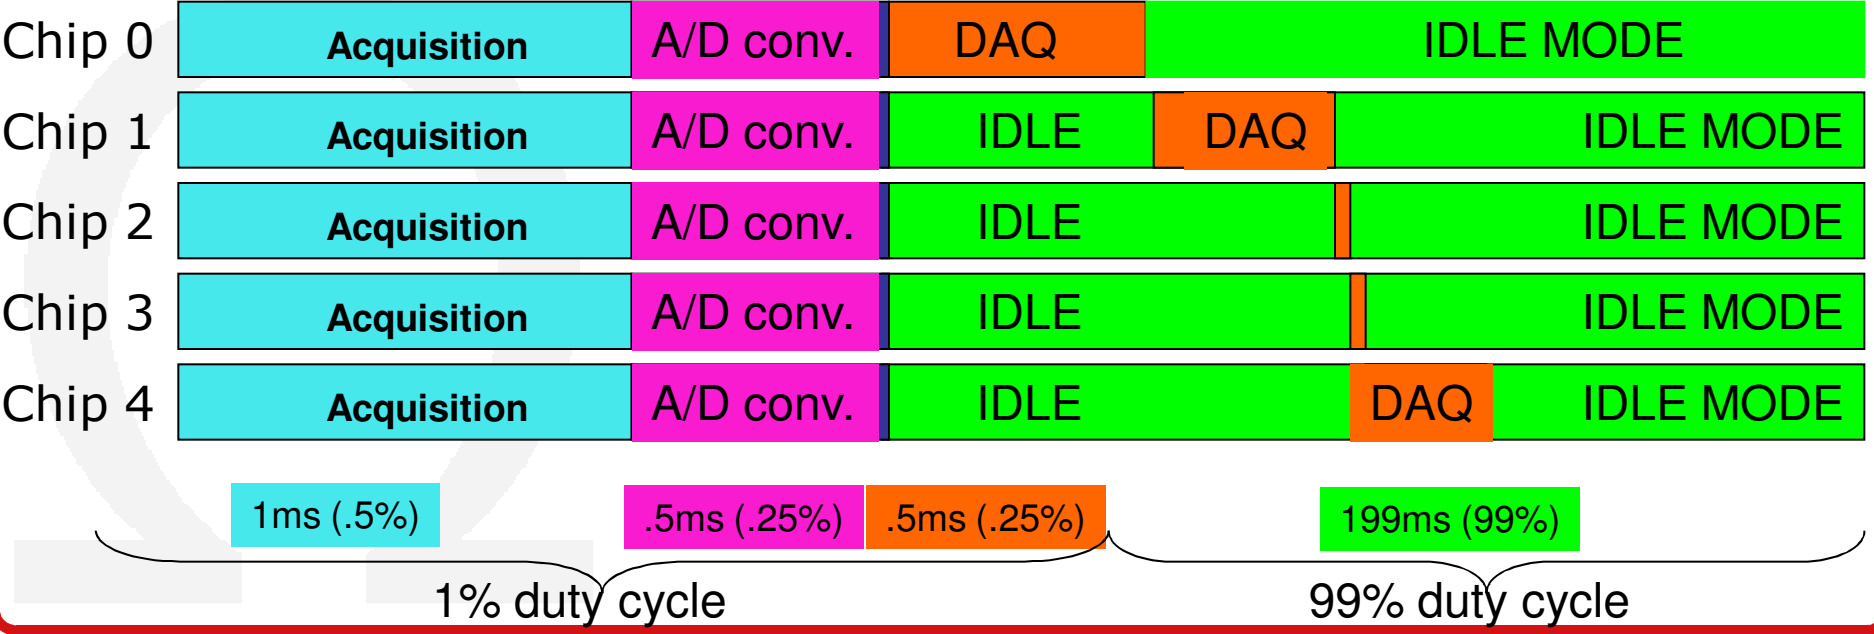 Chip 0 Acquisition A/D conv. DAQ IDLE MODE
Chip 1 Acquisition A/D conv. IDLE DAQ IDLE MODE
Chip 2 Acquisition A/D conv. IDLE IDLE MODE
Chip 3 Acquisition A/D conv. IDLE IDLE MODE
Chip 4 Acquisition A/D conv. IDLE DAQ IDLE MODE
1ms (.5%) .5ms (.25%) .5ms (.25%) 199ms (99%)
1% duty cycle 99% duty cycle